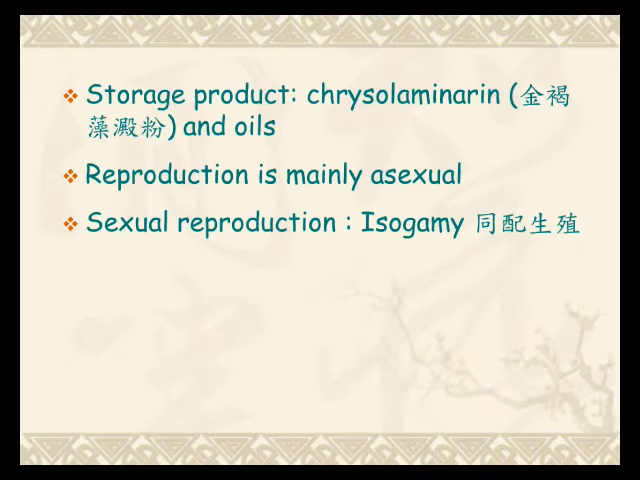 Storage product: chrysolaminarin (金褐
藻澱粉) and oils
Reproduction is mainly asexual
Sexual reproduction : Isogamy 同配生殖